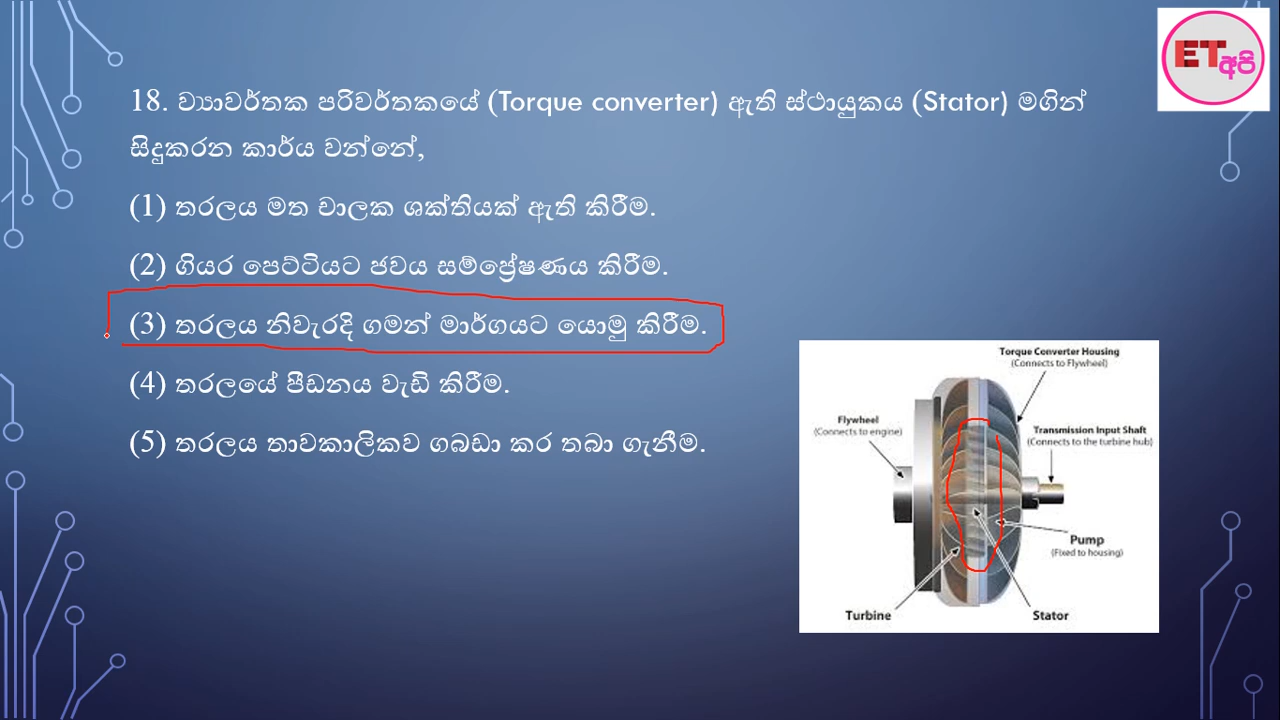 ET
අපි
18. ව්‍යාවර්තක පරිවර්තකයේ (Torque converter) ඇති ස්ථායුකය (Stator) මගින්
සිදුකරන කාර්ය වන්නේ,
(1) තරලය මත චාලක ශක්තියක් ඇති කිරීම.
(2) ගියර පෙට්ටියට ජවය සම්ප්‍රේෂණය කිරීම.
(3) තරලය නිවැරදි ගමන් මාර්ගයට යොමු කිරීම.
(4) තරලයේ පීඩනය වැඩි කිරීම.
(5) තරලය තාවකාලිකව ගබඩා කර තබා ගැනීම.
Torque Converter Housing
(Connects to Flywheel)
Flywheel
(Connects to engine)
Transmission Input Shaft
(Connects to the turbine hub)
Pump
(Fixed to housing)
Turbine
Stator